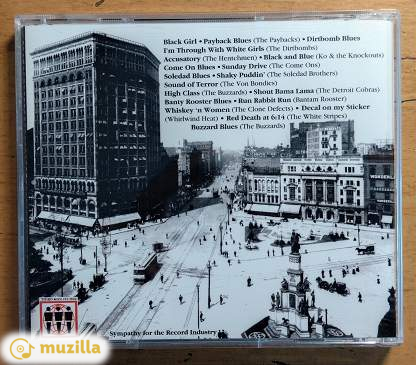 Black Girl • Payback Blues (The Paybacks) • Dirtbomb Blues
I'm Through With White Girls (The Dirtbombs)
Accusatory (The Henchmen) • Black and Blue (Ko & the Knockouts)
Come On Blues • Sunday Drive (The Come Ons)
Soledad Blues • Shaky Puddin' (The Soledad Brothers)
Sound of Terror (The Von Bondies)
High Class (The Buzzards) • Shout Bama Lama (The Detroit Cobras)
Banty Rooster Blues • Run Rabbit Run (Bantam Rooster)
Whiskey 'n Women (The Clone Defects) • Decal on my Sticker
(Whirlwind Heat) • Red Death at 6:14 (The White Stripes)
Buzzard Blues (The Buzzards)
Sympathy for the Record Industry
muzilla